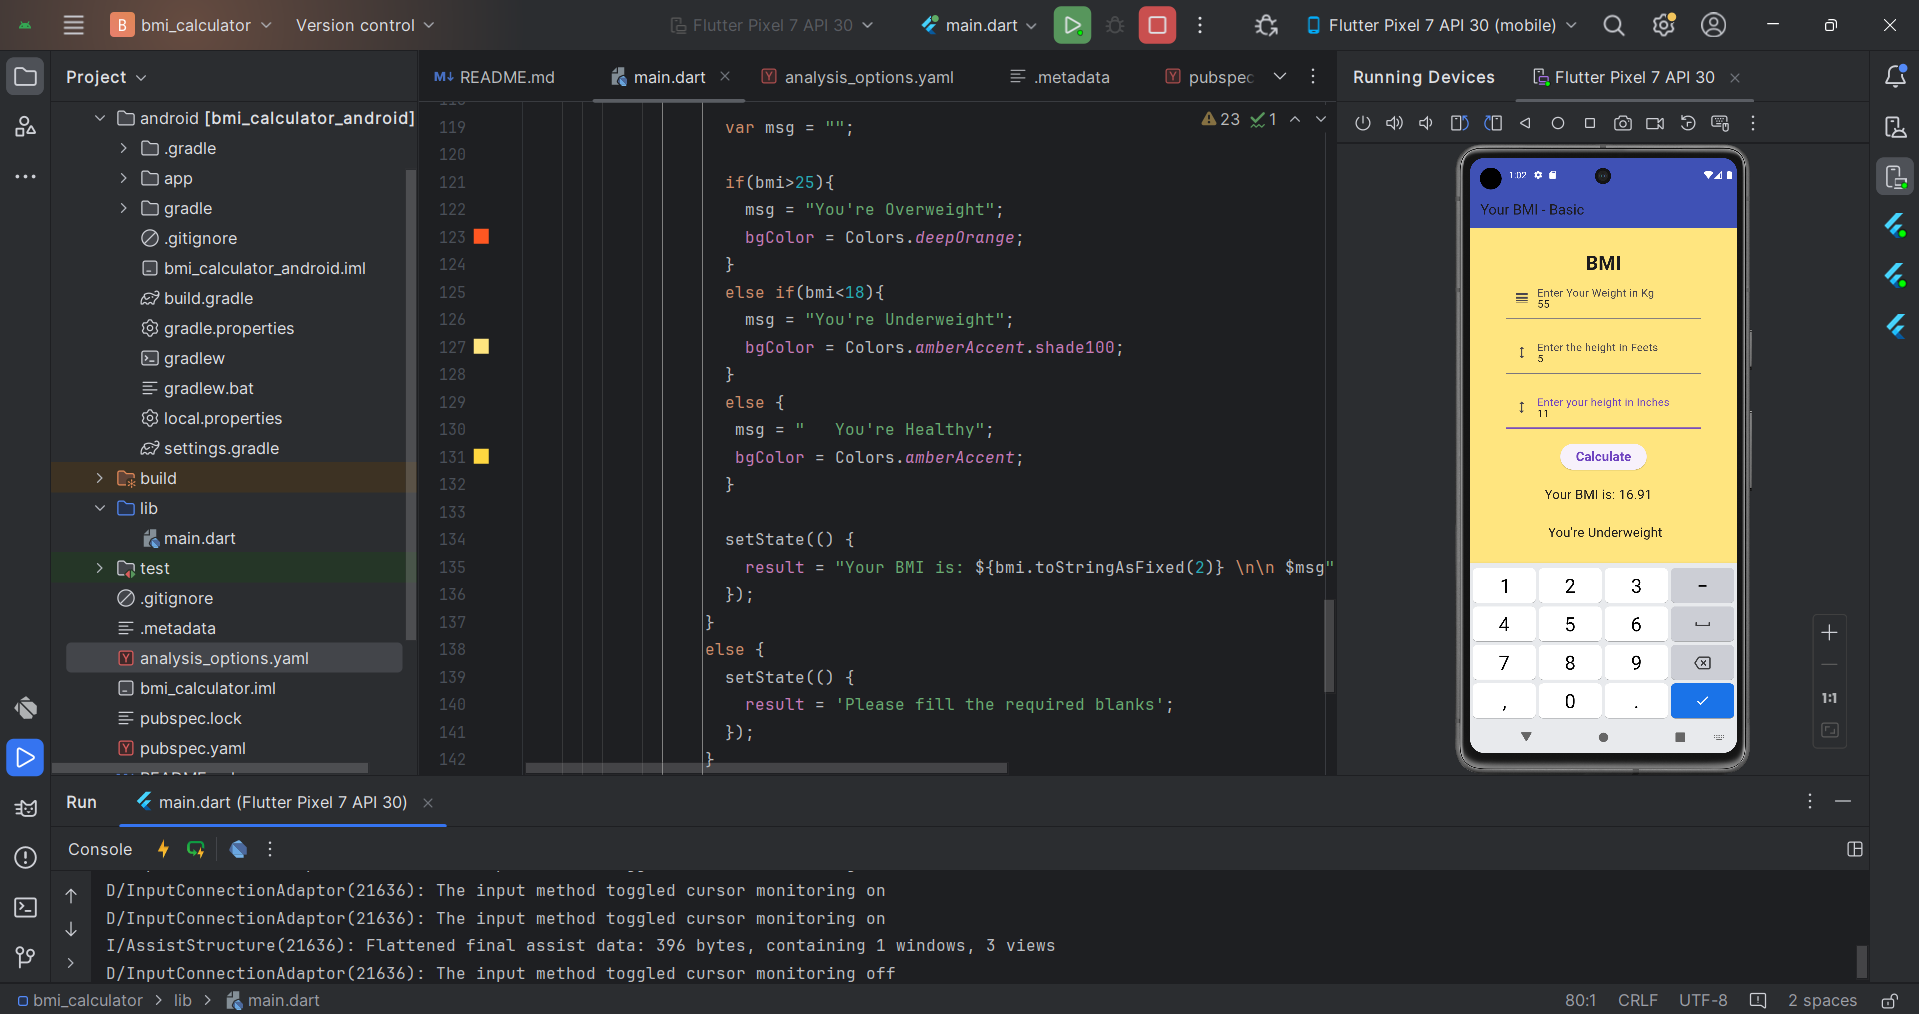 B bmi_calculator Version control Flutter Pixel 7 API 30 main.dart Flutter Pixel 7 API 30 (mobile)
Project
android [bmi_calculator_android]
.gradle
app
gradle
.gitignore
bmi_calculator_android.iml
build.gradle
gradle.properties
gradlew
gradlew.bat
local.properties
settings.gradle
build
lib
main.dart
test
.gitignore
.metadata
analysis_options.yaml
bmi_calculator.iml
pubspec.lock
pubspec.yaml
M↓ README.md main.dart Y analysis_options.yaml .metadata Y pubspec
23 1
119 var msg = "";
120
121 if(bmi>25){
122 msg = "You're Overweight";
123 bgColor = Colors.deepOrange;
124 }
125 else if(bmi<18){
126 msg = "You're Underweight";
127 bgColor = Colors.amberAccent.shade100;
128 }
129 else {
130 msg = "   You're Healthy";
131 bgColor = Colors.amberAccent;
132 }
133
134 setState(() {
135 result = "Your BMI is: ${bmi.toStringAsFixed(2)} \n\n $msg"
136 });
137 }
138 else {
139 setState(() {
140 result = 'Please fill the required blanks';
141 });
142 }
Running Devices Flutter Pixel 7 API 30
1:02
Your BMI - Basic
BMI
Enter Your Weight in Kg
55
Enter the height in Feets
5
Enter your height in Inches
11
Calculate
Your BMI is: 16.91
You're Underweight
1 2 3 -
4 5 6
7 8 9
, 0 .
1:1
Run main.dart (Flutter Pixel 7 API 30)
Console
D/InputConnectionAdaptor(21636): The input method toggled cursor monitoring on
D/InputConnectionAdaptor(21636): The input method toggled cursor monitoring on
I/AssistStructure(21636): Flattened final assist data: 396 bytes, containing 1 windows, 3 views
D/InputConnectionAdaptor(21636): The input method toggled cursor monitoring off
bmi_calculator > lib > main.dart 80:1 CRLF UTF-8 2 spaces